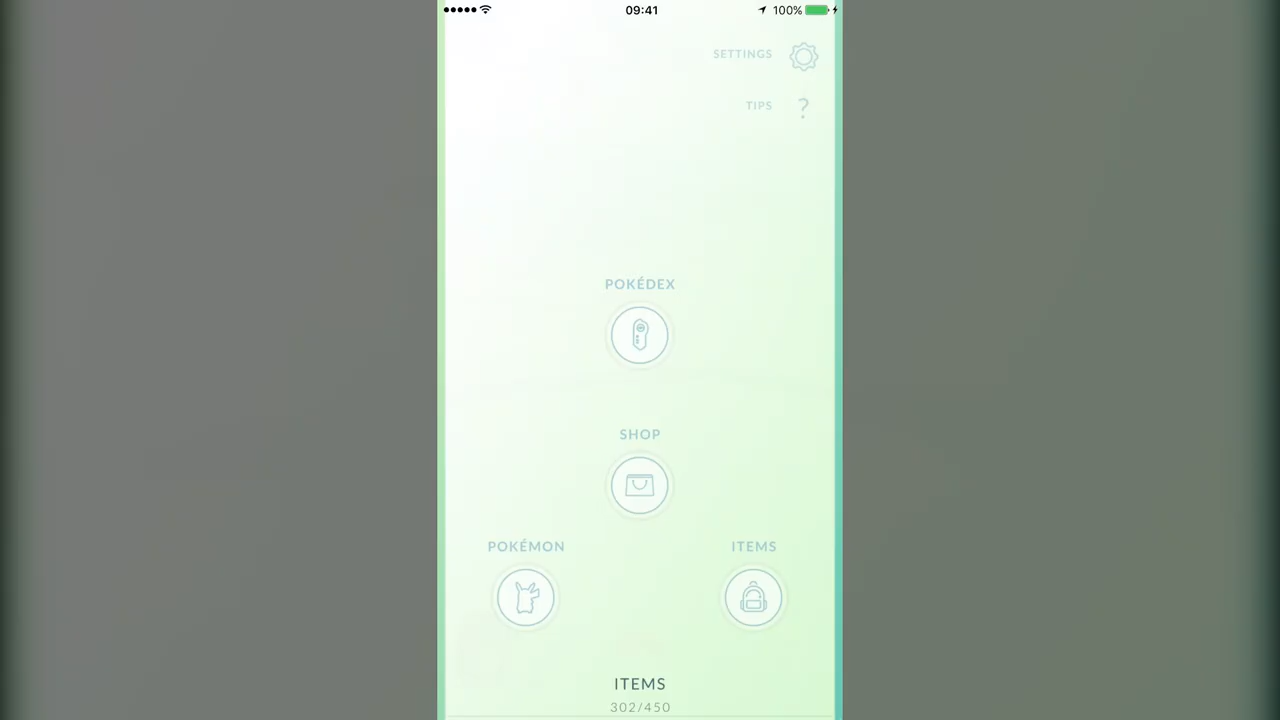 09:41
100%
SETTINGS
TIPS
?
POKÉDEX
SHOP
POKÉMON
ITEMS
ITEMS
302/450